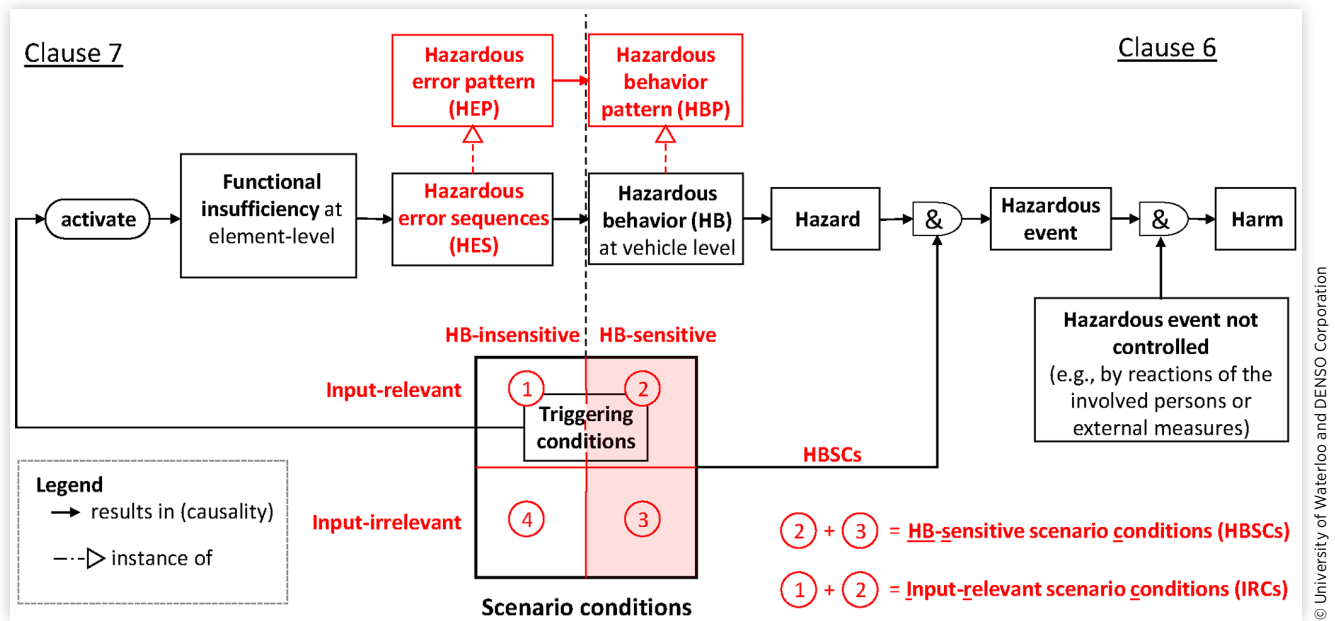 Clause 7
Clause 6
Hazardous
error pattern
(HEP)
Hazardous
behavior
pattern (HBP)
activate
Functional
insufficiency at
element-level
Hazardous
error sequences
(HES)
Hazardous
behavior (HB)
at vehicle level
Hazard
&
Hazardous
event
&
Harm
Hazardous event not
controlled
(e.g., by reactions of the
involved persons or
external measures)
HB-insensitive
HB-sensitive
Input-relevant
1
2
Triggering
conditions
HBSCs
Input-irrelevant
4
3
Scenario conditions
Legend
results in (causality)
instance of
2 + 3 = HB-sensitive scenario conditions (HBSCs)
1 + 2 = Input-relevant scenario conditions (IRCs)
© University of Waterloo and DENSO Corporation